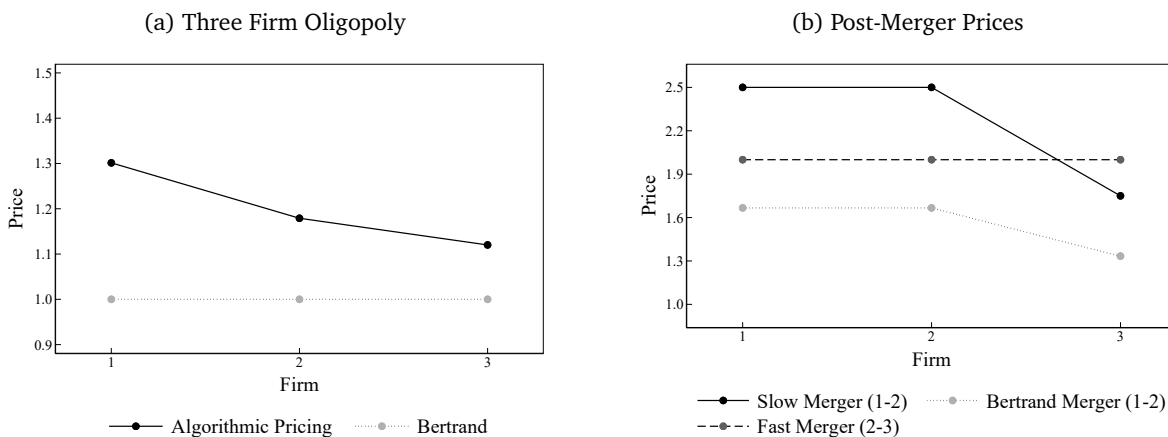 (a) Three Firm Oligopoly
1.5
1.4
1.3
1.2
1.1
1.0
0.9
Price
1 2 3
Firm
Algorithmic Pricing Bertrand
(b) Post-Merger Prices
2.5
2.2
1.9
1.6
1.3
1.0
Price
1 2 3
Firm
Slow Merger (1-2) Bertrand Merger (1-2)
Fast Merger (2-3)